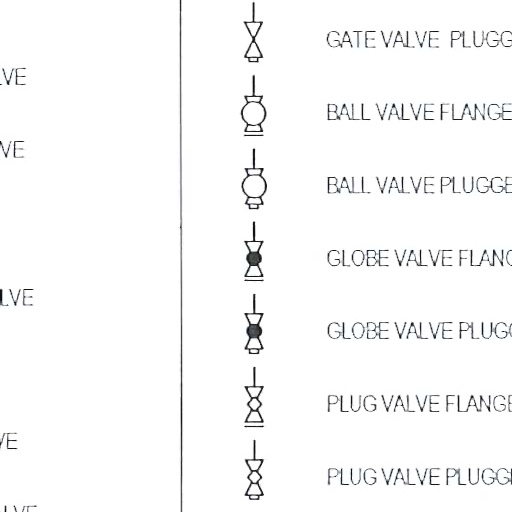 LVE
VE
LVE
VE
LVE
GATE VALVE PLUGG
BALL VALVE FLANGE
BALL VALVE PLUGGE
GLOBE VALVE FLANG
GLOBE VALVE PLUGG
PLUG VALVE FLANGE
PLUG VALVE PLUGGE